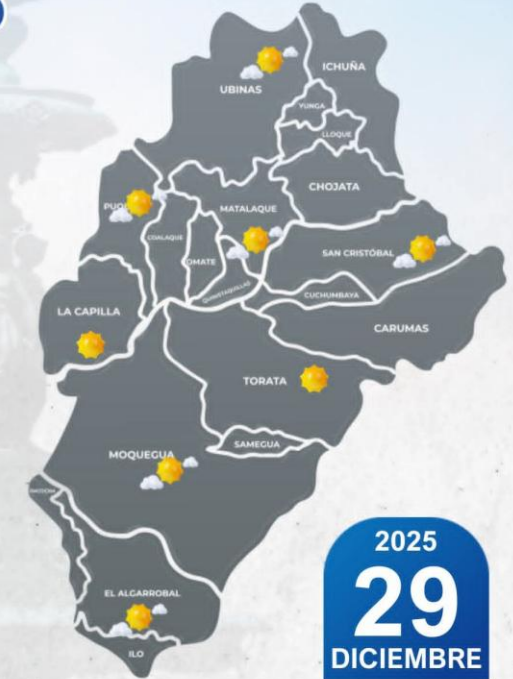 UBINAS
ICHUÑA
YUNGA
LLOQUE
CHOJATA
MATALAQUE
COALAQUE
OMATE
QUINISTAQUILLAS
SAN CRISTÓBAL
CUCHUMBAYA
LA CAPILLA
CARUMAS
TORATA
SAMEGUA
MOQUEGUA
EL ALGARROBAL
ILO
2025
29
DICIEMBRE